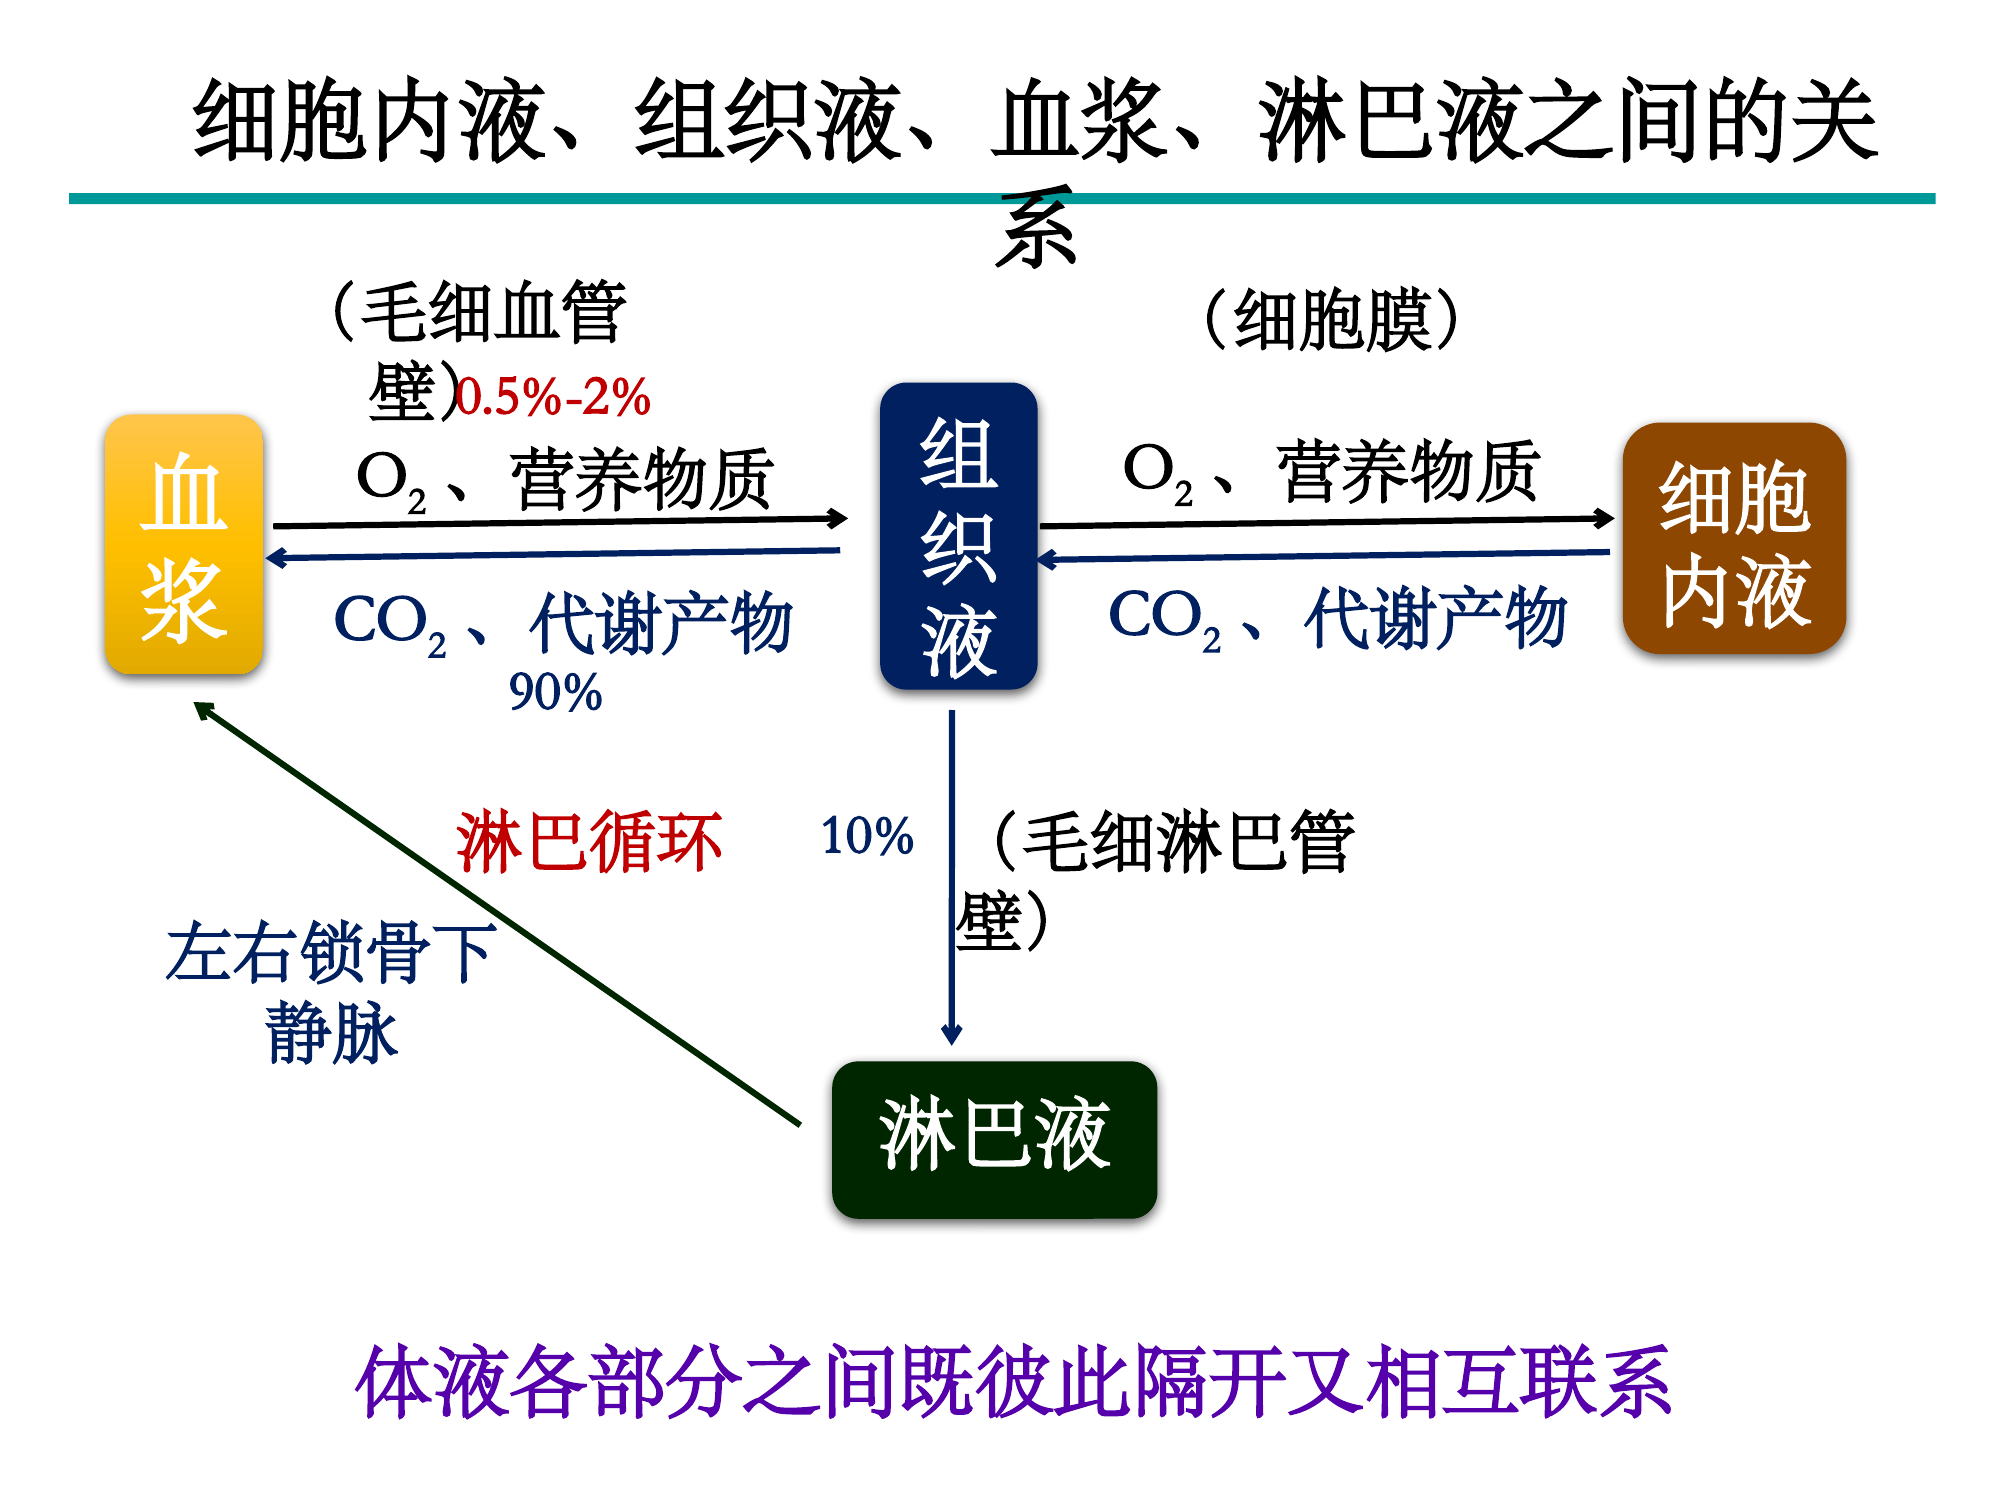 细胞内液、组织液、血浆、淋巴液之间的关
系
（毛细血管
壁）
0.5%-2%
（细胞膜）
血
浆
O₂、营养物质
组
织
液
O₂、营养物质
细胞
内液
CO₂、代谢产物
90%
CO₂、代谢产物
淋巴循环
10%
（毛细淋巴管
壁）
左右锁骨下
静脉
淋巴液
体液各部分之间既彼此隔开又相互联系